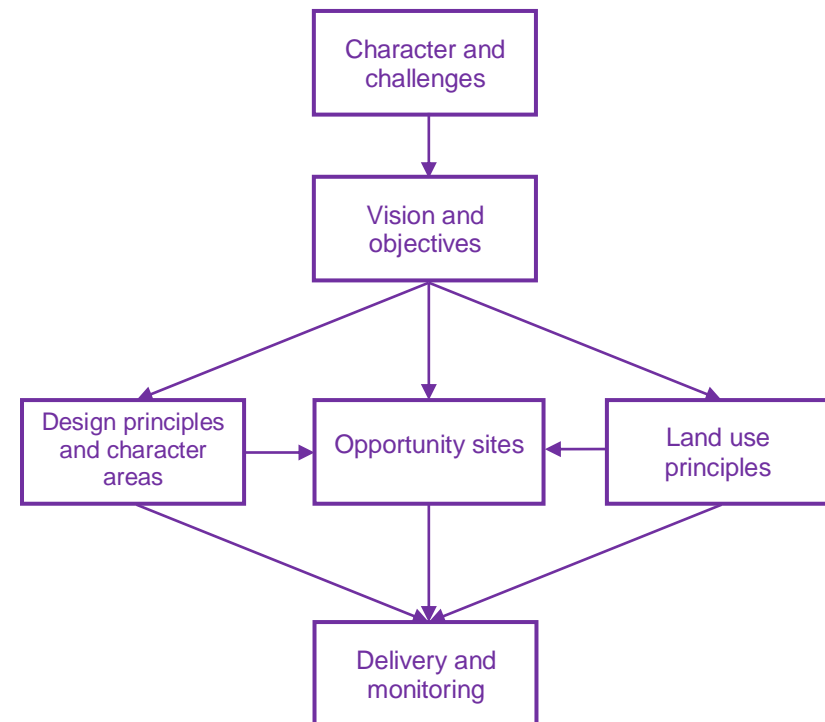 Character and
challenges
Vision and
objectives
Design principles
and character
areas
Opportunity sites
Land use
principles
Delivery and
monitoring